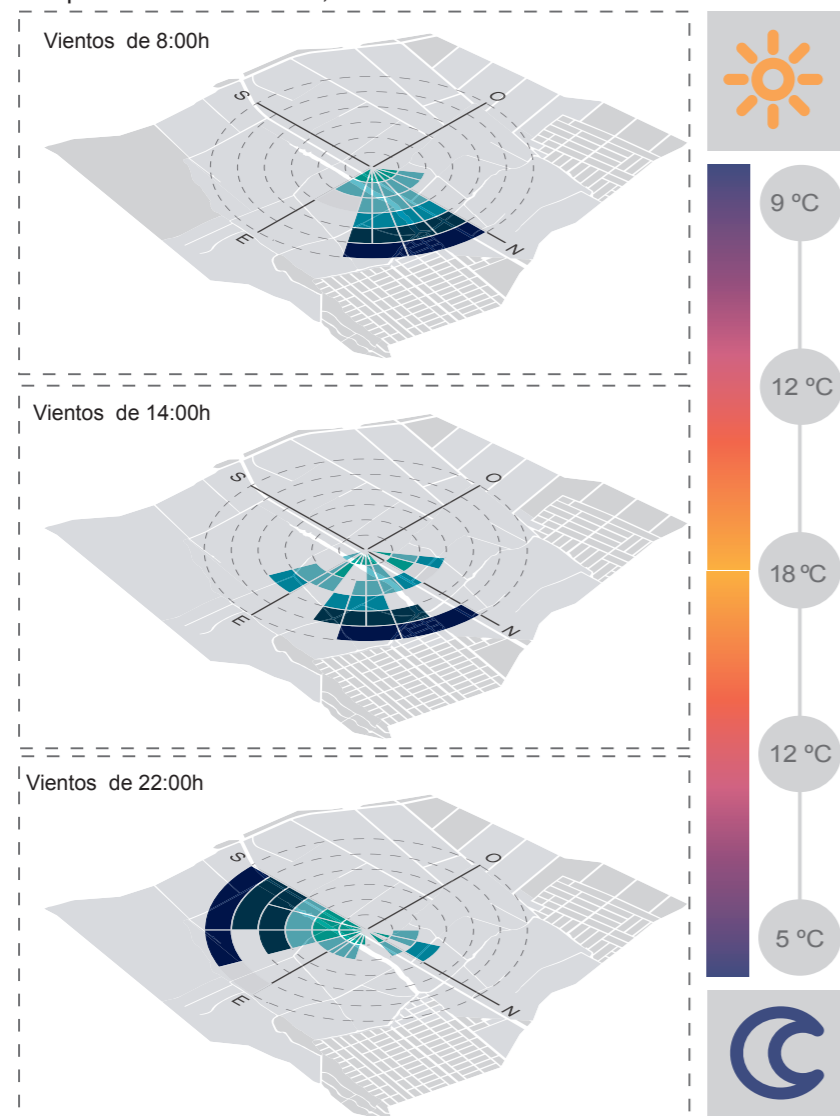 Vientos de 8:00h
S
O
E
N
9 ºC
12 ºC
Vientos de 14:00h
S
O
E
N
18 ºC
12 ºC
Vientos de 22:00h
S
O
E
N
5 ºC